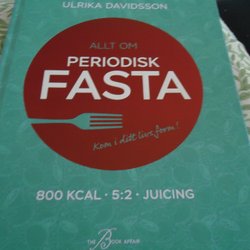 ULRIKA DAVIDSSON
ALLT OM
PERIODISK
FASTA
Kom i ditt livs form!
800 KCAL · 5:2 · JUICING
THE BOOK AFFAIR